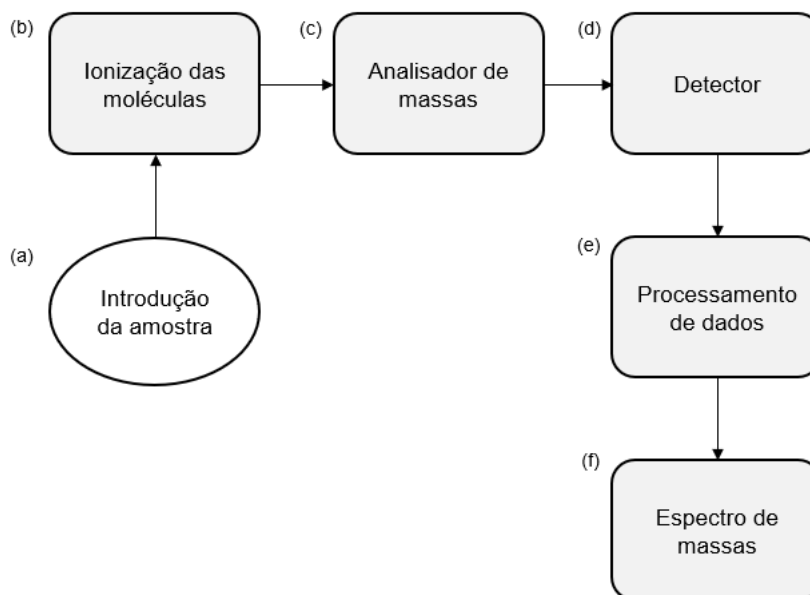 (b)
Ionização das
moléculas
(c)
Analisador de
massas
(d)
Detector
(a)
Introdução
da amostra
(e)
Processamento
de dados
(f)
Espectro de
massas